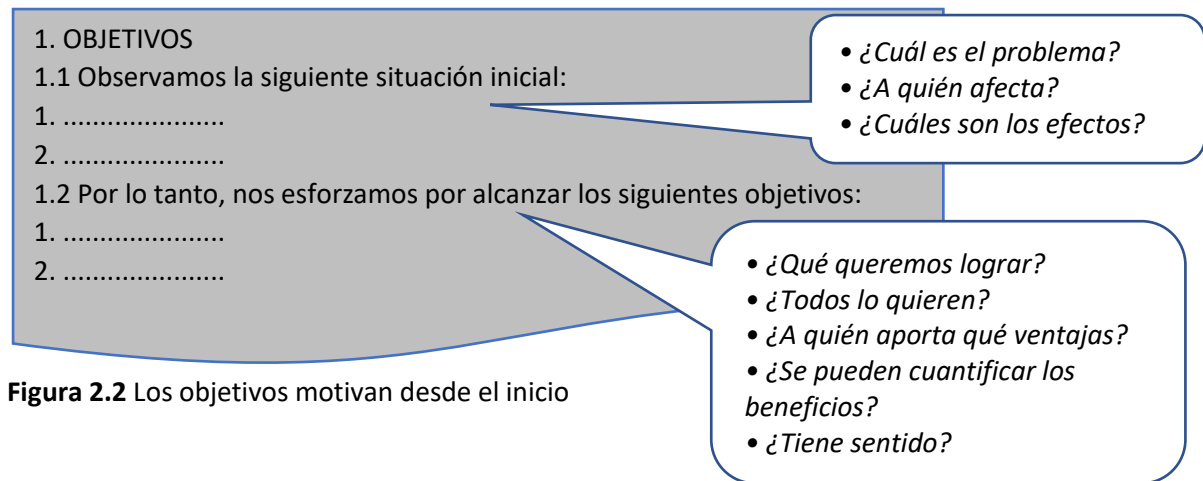 1. OBJETIVOS
1.1 Observamos la siguiente situación inicial:
1. ......................
2. ......................
1.2 Por lo tanto, nos esforzamos por alcanzar los siguientes objetivos:
1. ......................
2. ......................
• ¿Cuál es el problema?
• ¿A quién afecta?
• ¿Cuáles son los efectos?
• ¿Qué queremos lograr?
• ¿Todos lo quieren?
• ¿A quién aporta qué ventajas?
• ¿Se pueden cuantificar los
beneficios?
• ¿Tiene sentido?
Figura 2.2 Los objetivos motivan desde el inicio